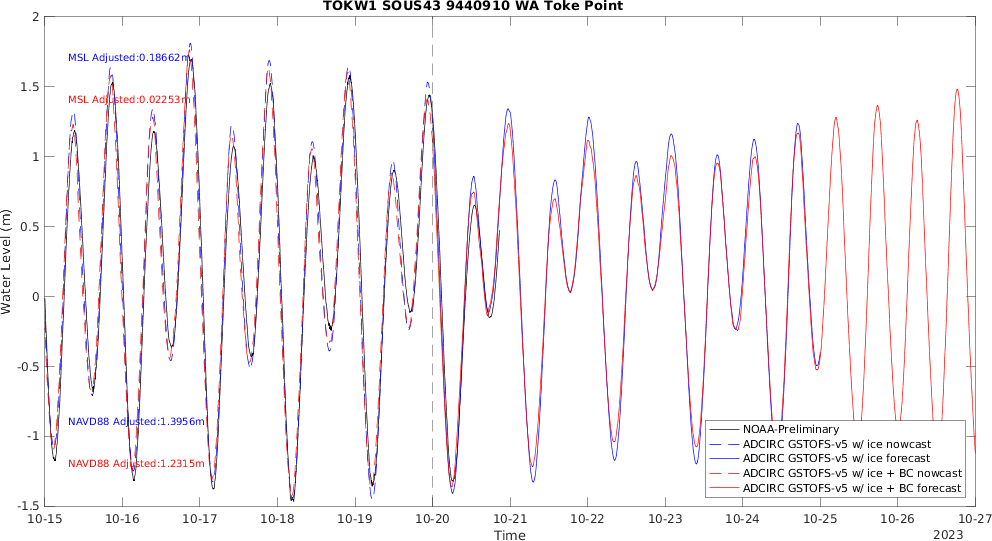 TOKW1 SOUS43 9440910 WA Toke Point
2
1.5
1
0.5
0
-0.5
-1
-1.5
Water Level (m)
MSL Adjusted:0.18662m
MSL Adjusted:0.02253m
NAVD88 Adjusted:1.3956m
NAVD88 Adjusted:1.2315m
NOAA-Preliminary
ADCIRC GSTOFS-v5 w/ ice nowcast
ADCIRC GSTOFS-v5 w/ ice forecast
ADCIRC GSTOFS-v5 w/ ice + BC nowcast
ADCIRC GSTOFS-v5 w/ ice + BC forecast
10-15 10-16 10-17 10-18 10-19 10-20 10-21 10-22 10-23 10-24 10-25 10-26 10-27
Time
2023